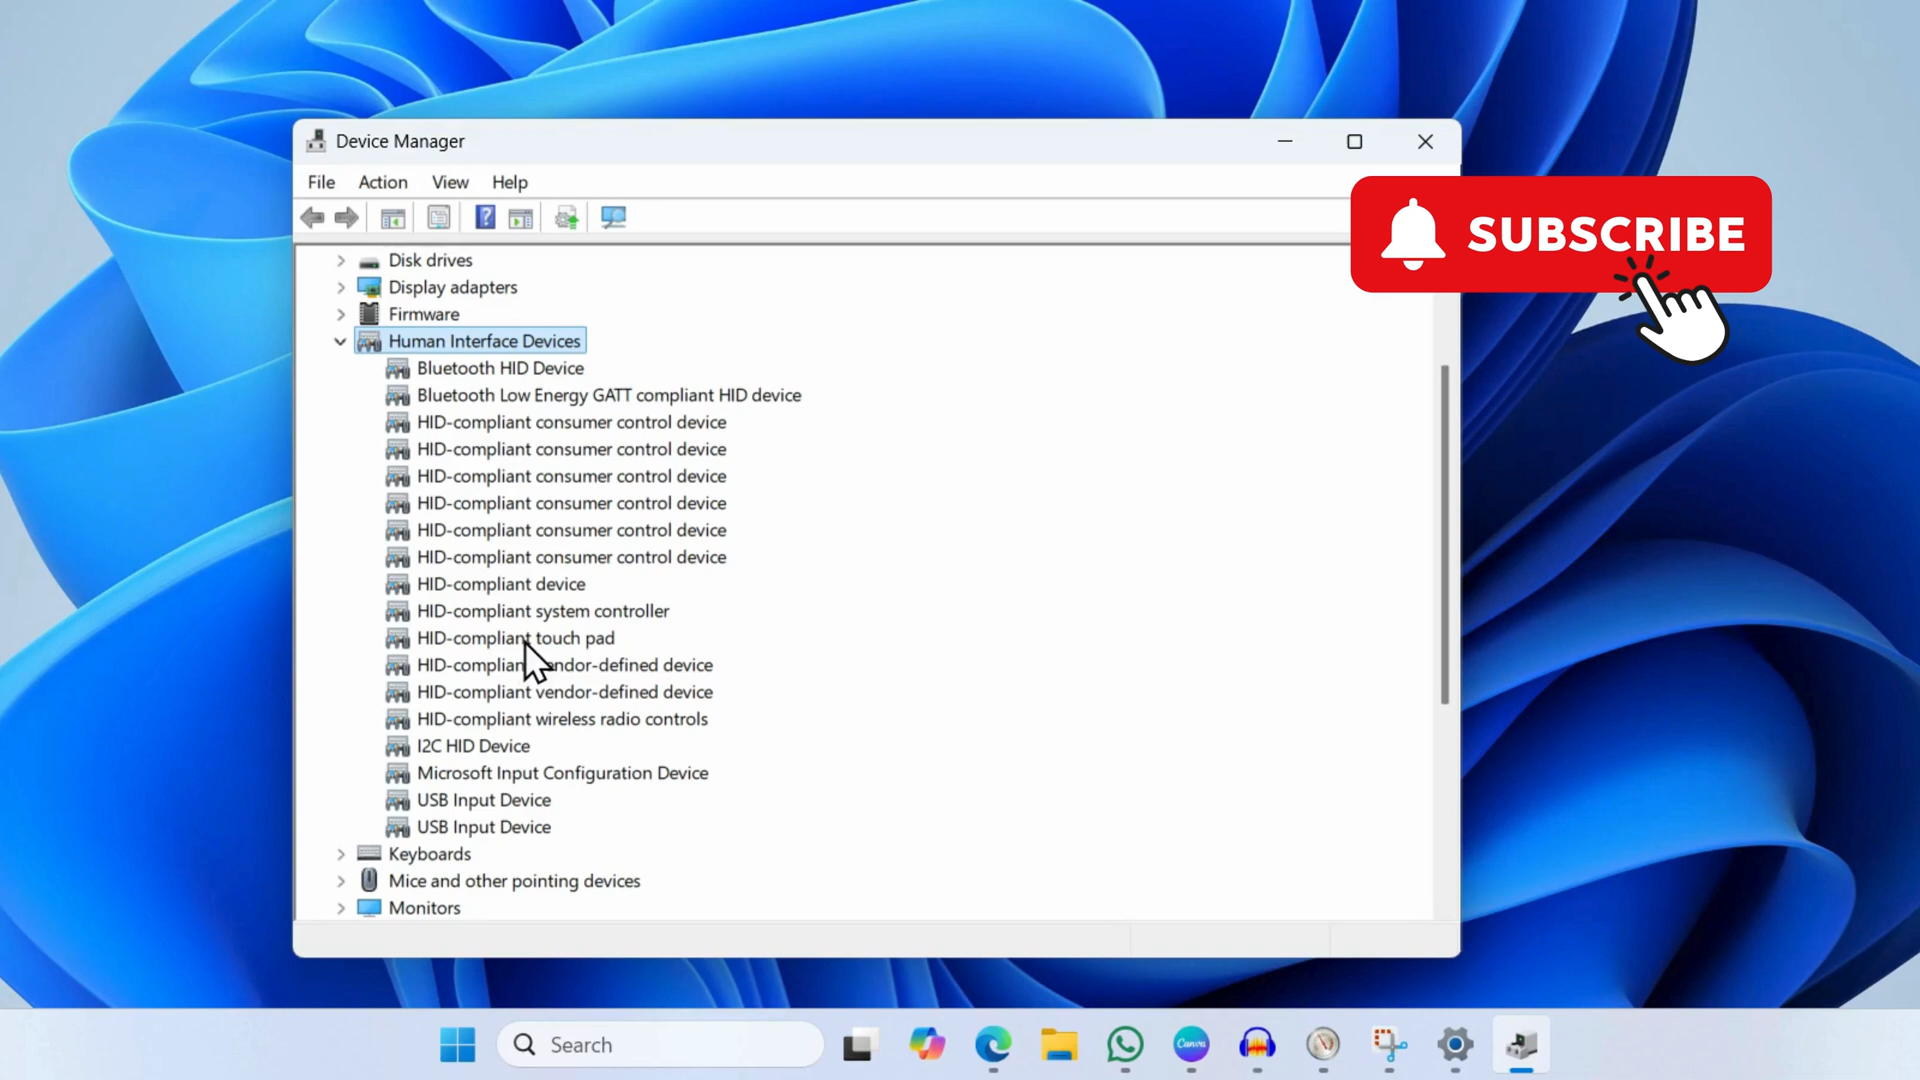 Device Manager
File Action View Help
SUBSCRIBE
Disk drives
Display adapters
Firmware
Human Interface Devices
Bluetooth HID Device
Bluetooth Low Energy GATT compliant HID device
HID-compliant consumer control device
HID-compliant consumer control device
HID-compliant consumer control device
HID-compliant consumer control device
HID-compliant consumer control device
HID-compliant consumer control device
HID-compliant device
HID-compliant system controller
HID-compliant touch pad
HID-compliant vendor-defined device
HID-compliant vendor-defined device
HID-compliant wireless radio controls
I2C HID Device
Microsoft Input Configuration Device
USB Input Device
USB Input Device
Keyboards
Mice and other pointing devices
Monitors
Search
Canva